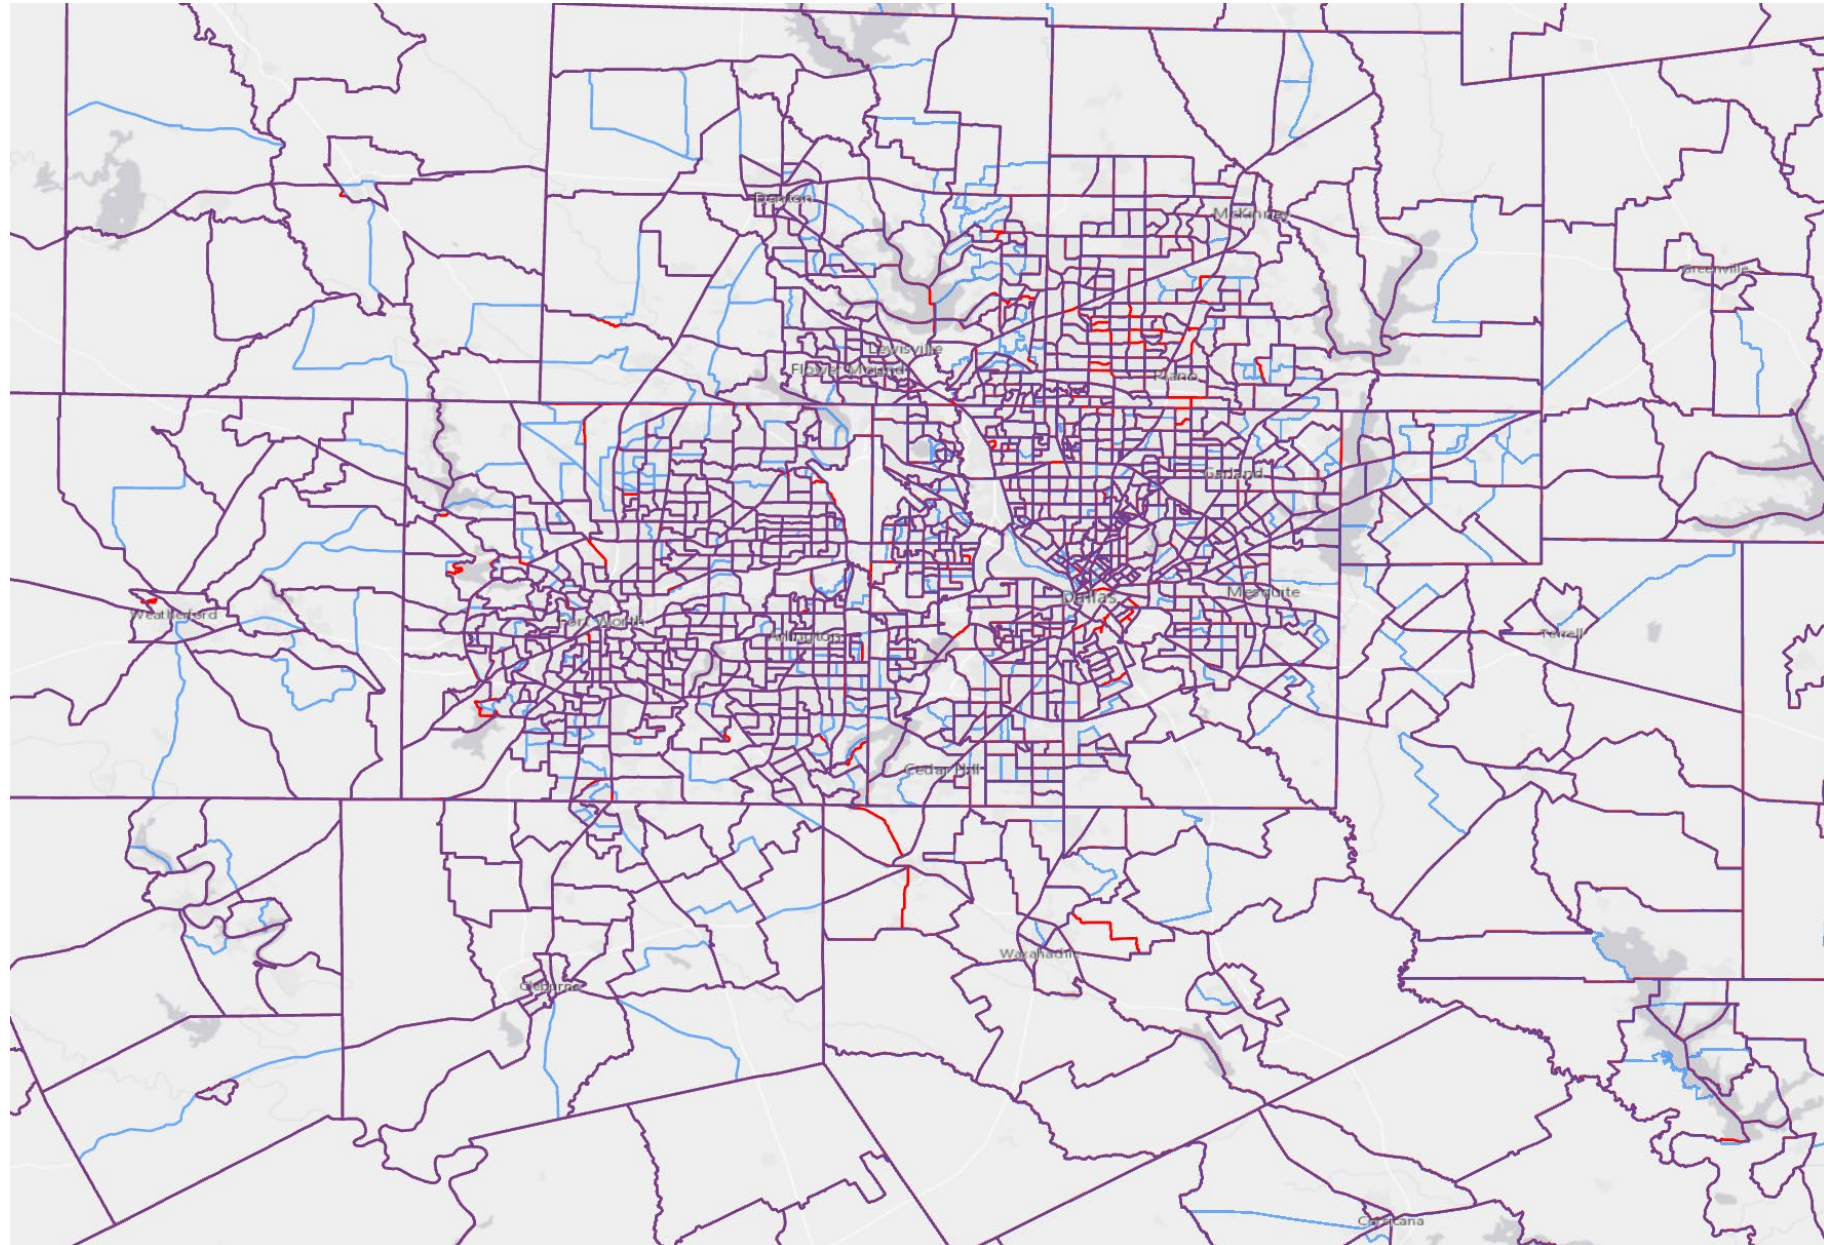 Denton
McKinney
Greenville
Lewisville
Flower Mound
Plano
Garland
Weatherford
Fort Worth
Arlington
Dallas
Mesquite
Terrell
Cedar Hill
Waxahachie
Cleburne
Corsicana